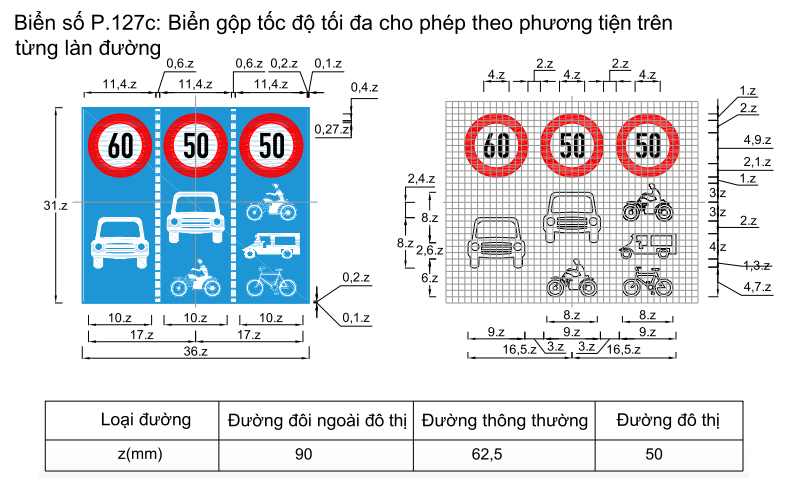 Biển số P.127c: Biển gộp tốc độ tối đa cho phép theo phương tiện trên
từng làn đường
0,6.z 0,6.z 0,2.z 0,1.z
11,4.z 11,4.z 11,4.z
0,4.z
0,27.z
60 50 50
31.z
0,2.z
0,1.z
10.z 10.z 10.z
17.z 17.z
36.z
2.z 2.z
4.z 4.z 4.z
1.z
2.z
4,9.z
2,1.z
1.z
3.z
3.z
2.z
4.z
1,3.z
4,7.z
60 50 50
2,4.z
8.z
8.z
2,6.z
6.z
8.z 8.z
9.z 9.z 9.z
16,5.z 3.z 3.z 16,5.z
Loại đường Đường đôi ngoài đô thị Đường thông thường Đường đô thị
z(mm) 90 62,5 50